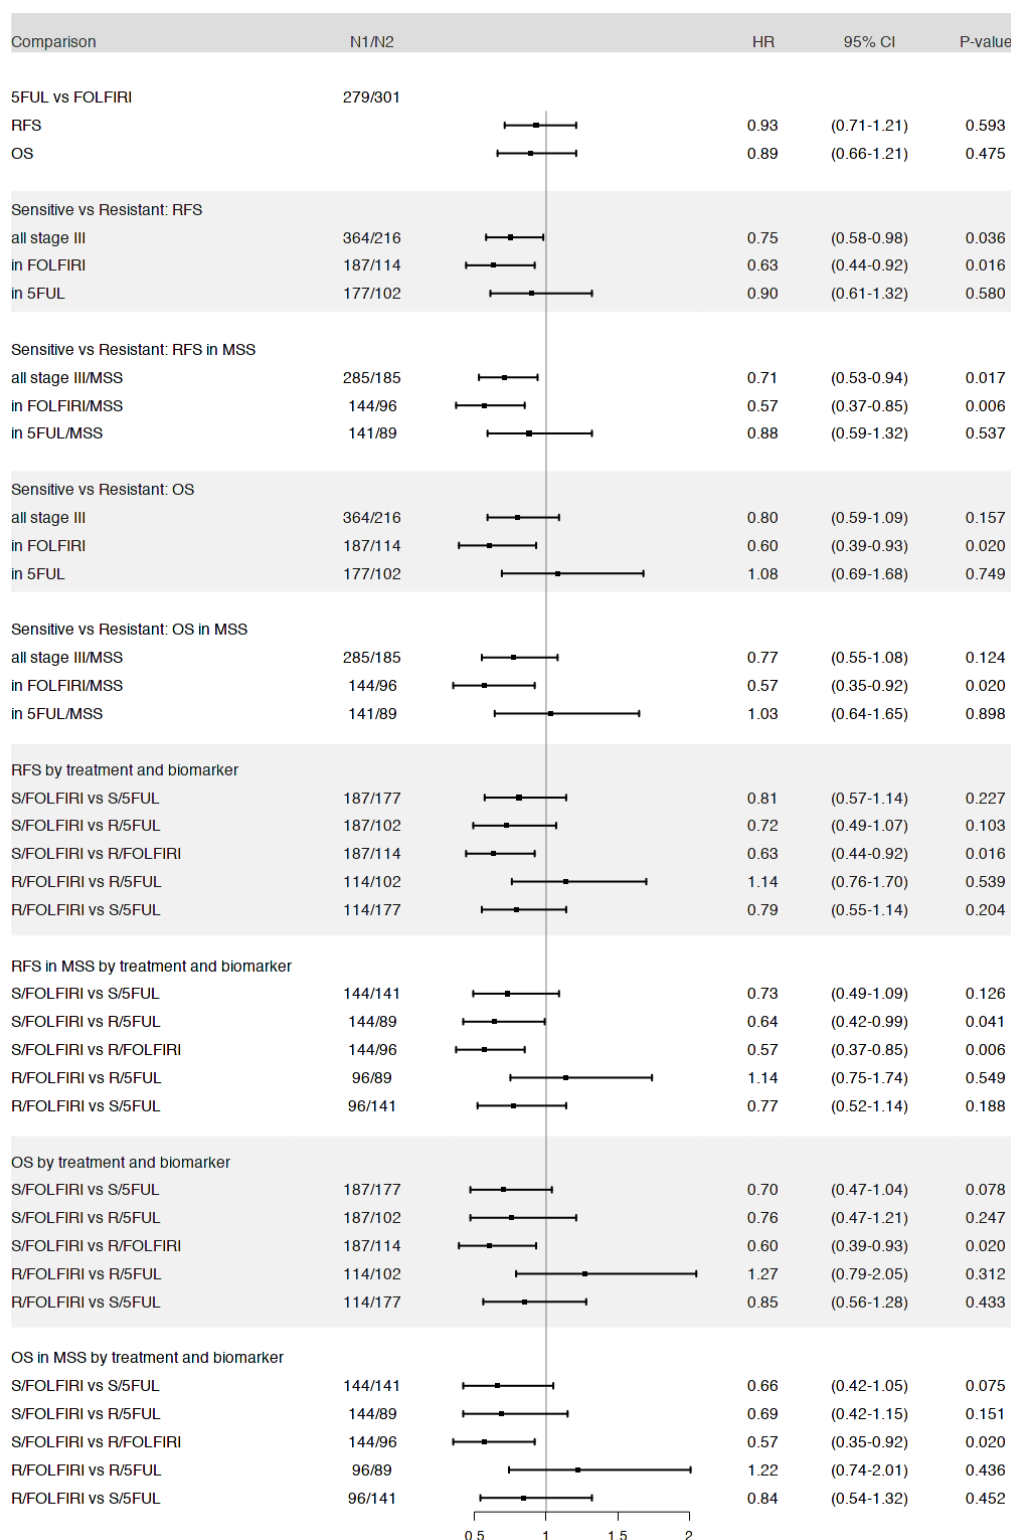 Comparison N1/N2 HR 95% CI P-value
5FUL vs FOLFIRI 279/301
RFS 0.93 (0.71-1.21) 0.593
OS 0.89 (0.66-1.21) 0.475
Sensitive vs Resistant: RFS
all stage III 364/216 0.75 (0.58-0.98) 0.036
in FOLFIRI 187/114 0.63 (0.44-0.92) 0.016
in 5FUL 177/102 0.90 (0.61-1.32) 0.580
Sensitive vs Resistant: RFS in MSS
all stage III/MSS 285/185 0.71 (0.53-0.94) 0.017
in FOLFIRI/MSS 144/96 0.57 (0.37-0.85) 0.006
in 5FUL/MSS 141/89 0.88 (0.59-1.32) 0.537
Sensitive vs Resistant: OS
all stage III 364/216 0.80 (0.59-1.09) 0.157
in FOLFIRI 187/114 0.60 (0.39-0.93) 0.020
in 5FUL 177/102 1.08 (0.69-1.68) 0.749
Sensitive vs Resistant: OS in MSS
all stage III/MSS 285/185 0.77 (0.55-1.08) 0.124
in FOLFIRI/MSS 144/96 0.57 (0.35-0.92) 0.020
in 5FUL/MSS 141/89 1.03 (0.64-1.65) 0.898
RFS by treatment and biomarker
S/FOLFIRI vs S/5FUL 187/177 0.81 (0.57-1.14) 0.227
S/FOLFIRI vs R/5FUL 187/102 0.72 (0.49-1.07) 0.103
S/FOLFIRI vs R/FOLFIRI 187/114 0.63 (0.44-0.92) 0.016
R/FOLFIRI vs R/5FUL 114/102 1.14 (0.76-1.70) 0.539
R/FOLFIRI vs S/5FUL 114/177 0.79 (0.55-1.14) 0.204
RFS in MSS by treatment and biomarker
S/FOLFIRI vs S/5FUL 144/141 0.73 (0.49-1.09) 0.126
S/FOLFIRI vs R/5FUL 144/89 0.64 (0.42-0.99) 0.041
S/FOLFIRI vs R/FOLFIRI 144/96 0.57 (0.37-0.85) 0.006
R/FOLFIRI vs R/5FUL 96/89 1.14 (0.75-1.74) 0.549
R/FOLFIRI vs S/5FUL 96/141 0.77 (0.52-1.14) 0.188
OS by treatment and biomarker
S/FOLFIRI vs S/5FUL 187/177 0.70 (0.47-1.04) 0.078
S/FOLFIRI vs R/5FUL 187/102 0.76 (0.47-1.21) 0.247
S/FOLFIRI vs R/FOLFIRI 187/114 0.60 (0.39-0.93) 0.020
R/FOLFIRI vs R/5FUL 114/102 1.27 (0.79-2.05) 0.312
R/FOLFIRI vs S/5FUL 114/177 0.85 (0.56-1.28) 0.433
OS in MSS by treatment and biomarker
S/FOLFIRI vs S/5FUL 144/141 0.66 (0.42-1.05) 0.075
S/FOLFIRI vs R/5FUL 144/89 0.69 (0.42-1.15) 0.151
S/FOLFIRI vs R/FOLFIRI 144/96 0.57 (0.35-0.92) 0.020
R/FOLFIRI vs R/5FUL 96/89 1.22 (0.74-2.01) 0.436
R/FOLFIRI vs S/5FUL 96/141 0.84 (0.54-1.32) 0.452
0.5 1 1.5 2